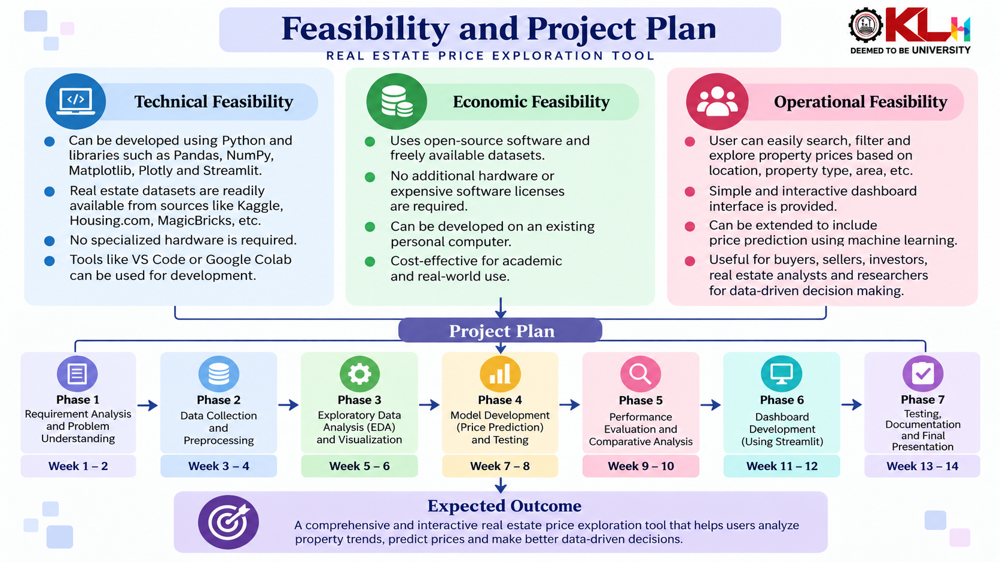 Feasibility and Project Plan
REAL ESTATE PRICE EXPLORATION TOOL
KLH
DEEMED TO BE UNIVERSITY
Technical Feasibility
Can be developed using Python and
libraries such as Pandas, NumPy,
Matplotlib, Plotly and Streamlit.
Real estate datasets are readily
available from sources like Kaggle,
Housing.com, MagicBricks, etc.
No specialized hardware is required.
Tools like VS Code or Google Colab
can be used for development.
Economic Feasibility
Uses open-source software and
freely available datasets.
No additional hardware or
expensive software licenses
are required.
Can be developed on an existing
personal computer.
Cost-effective for academic
and real-world use.
Operational Feasibility
User can easily search, filter and
explore property prices based on
location, property type, area, etc.
Simple and interactive dashboard
interface is provided.
Can be extended to include
price prediction using machine learning.
Useful for buyers, sellers, investors,
real estate analysts and researchers
for data-driven decision making.
Project Plan
Phase 1
Requirement Analysis
and Problem
Understanding
Week 1 – 2
Phase 2
Data Collection
and
Preprocessing
Week 3 – 4
Phase 3
Exploratory Data
Analysis (EDA)
and Visualization
Week 5 – 6
Phase 4
Model Development
(Price Prediction)
and Testing
Week 7 – 8
Phase 5
Performance
Evaluation and
Comparative Analysis
Week 9 – 10
Phase 6
Dashboard
Development
(Using Streamlit)
Week 11 – 12
Phase 7
Testing,
Documentation
and Final
Presentation
Week 13 – 14
Expected Outcome
A comprehensive and interactive real estate price exploration tool that helps users analyze
property trends, predict prices and make better data-driven decisions.